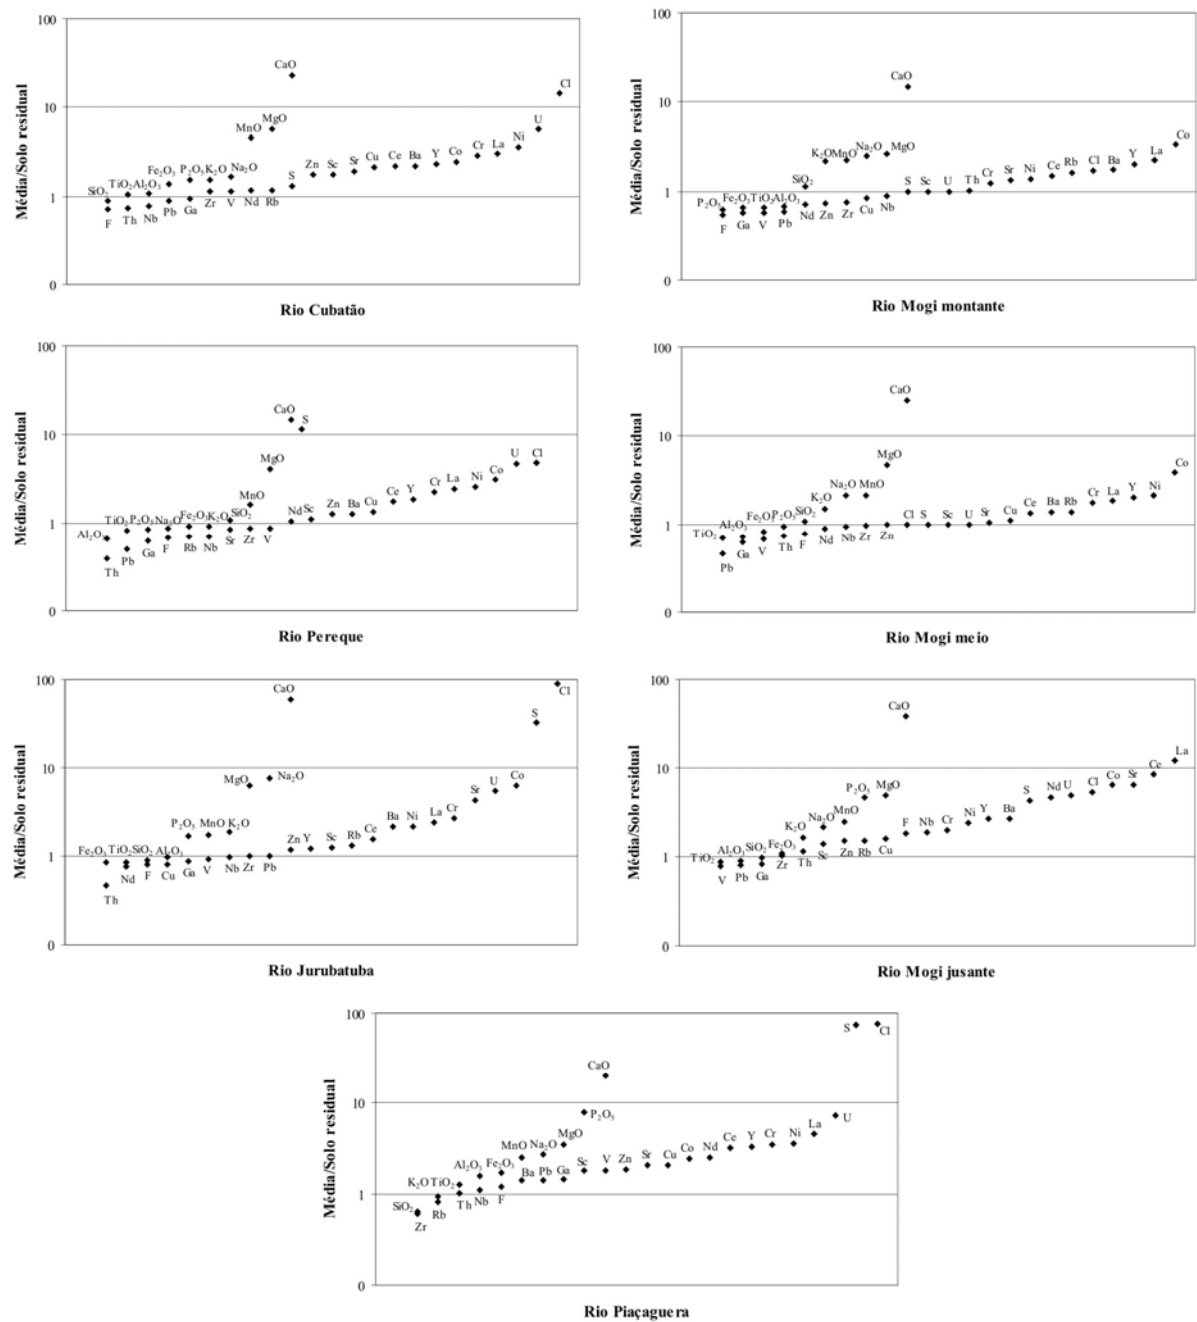 100
10
1
0
Média/Solo residual
CaO
Cl
MgO
MnO
U
Fe₂O₃ P₂O₅ K₂O Na₂O
SiO₂ TiO₂ Al₂O₃
S Zn Sc Sr Cu Ce Ba Y Co Cr La Ni
F Th Nb Pb Ga Zr V Nd Rb
Rio Cubatão
100
10
1
0
Média/Solo residual
CaO
Co
K₂O MnO Na₂O MgO
SiO₂
P₂O₅ Fe₂O₃ TiO₂ Al₂O₃
S Sc U Th Cr Sr Ni Ce Rb Cl Ba Y La
F Ga V Pb Nd Zn Zr Cu Nb
Rio Mogi montante
100
10
1
0
Média/Solo residual
CaO S
MgO
MnO
Al₂O₃ TiO₂ P₂O₅ Na₂O Fe₂O₃ K₂O SiO₂
Nd Sc Zn Ba Cu Ce Y Cr La Ni Co U Cl
Th Pb Ga F Rb Nb Sr Zr V
Rio Pereque
100
10
1
0
Média/Solo residual
CaO
MgO
Co
Na₂O MnO
K₂O
TiO₂ Al₂O₃ Fe₂O₃ P₂O₅ SiO₂
Cl S Sc U Sr Cu Ce Ba Rb Cr La Y Ni
Pb Ga V Th F Nd Nb Zr Zn
Rio Mogi meio
100
10
1
0
Média/Solo residual
CaO
Cl
S
MgO Na₂O
P₂O₅ MnO K₂O
Fe₂O₃ TiO₂ SiO₂ Al₂O₃
Zn Y Sc Rb Ce Ba Ni La Cr Sr U Co
Th Nd F Cu Ga V Nb Zr Pb
Rio Jurubatuba
100
10
1
0
Média/Solo residual
CaO
La
P₂O₅ MgO
K₂O Na₂O MnO
TiO₂ Al₂O₃ SiO₂ Fe₂O₃
F Nb Cr Ni Y Ba S Nd U Cl Co Sr Ce
V Pb Ga Zr Th Sc Zn Rb Cu
Rio Mogi jusante
100
10
1
0
Média/Solo residual
S Cl
CaO
P₂O₅
MnO Na₂O MgO
SiO₂ K₂O TiO₂ Al₂O₃ Fe₂O₃
Zr Rb Th Nb F Ba Pb Ga Sc V Zn Sr Cu Co Nd Ce Y Cr Ni La U
Rio Piaçaguera